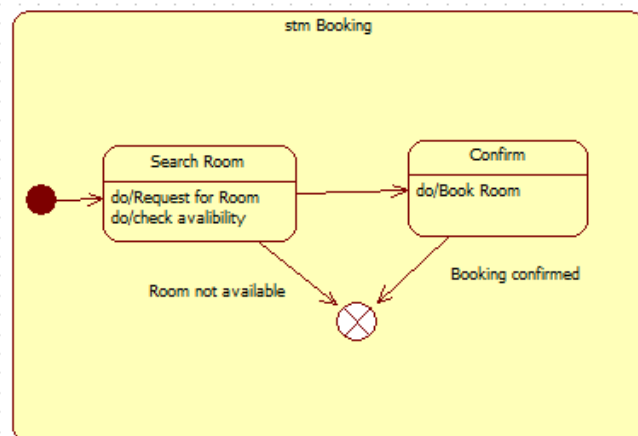 stm Booking
Search Room
do/Request for Room
do/check avalibility
Confirm
do/Book Room
Room not available
Booking confirmed